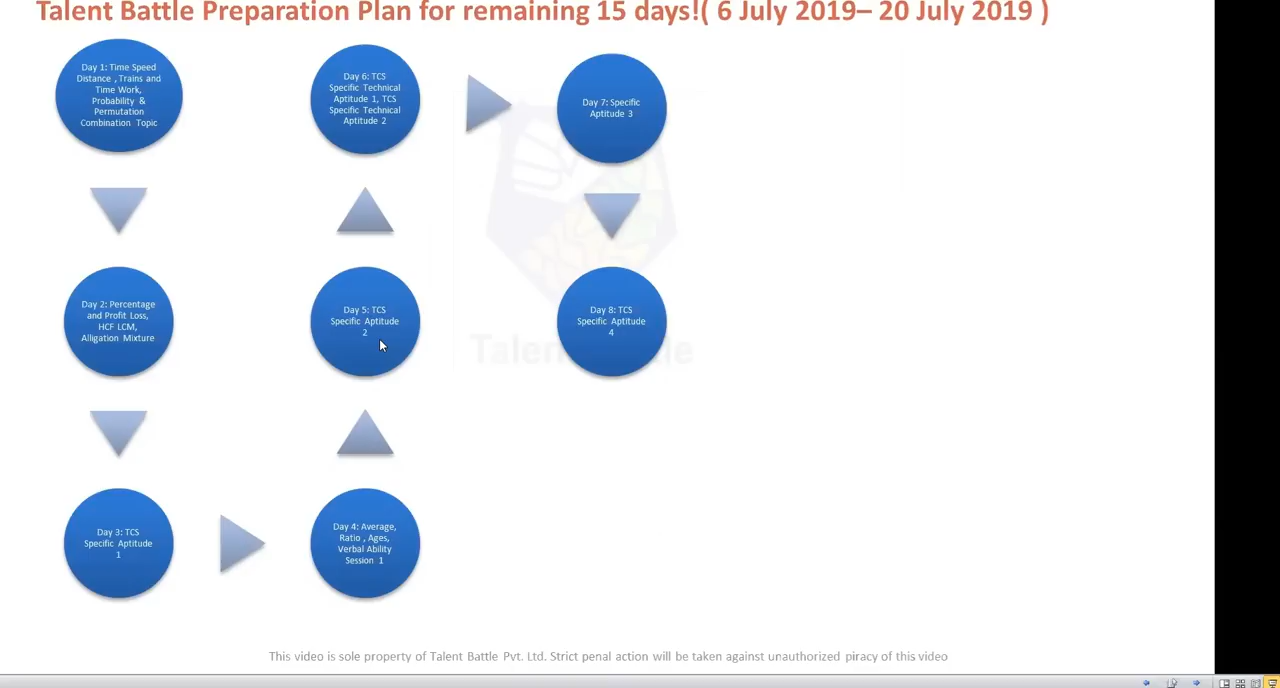 Talent Battle Preparation Plan for remaining 15 days!( 6 July 2019– 20 July 2019 )
Day 1: Time Speed
Distance , Trains and
Time Work,
Probability &
Permutation
Combination Topic
Day 2: Percentage
and Profit Loss,
HCF LCM,
Alligation Mixture
Day 3: TCS
Specific Aptitude
1
Day 4: Average,
Ratio , Ages,
Verbal Ability
Session 1
Day 5: TCS
Specific Aptitude
2
Day 6: TCS
Specific Technical
Aptitude 1, TCS
Specific Technical
Aptitude 2
Day 7: Specific
Aptitude 3
Day 8: TCS
Specific Aptitude
4
Talent Battle
This video is sole property of Talent Battle Pvt. Ltd. Strict penal action will be taken against unauthorized piracy of this video